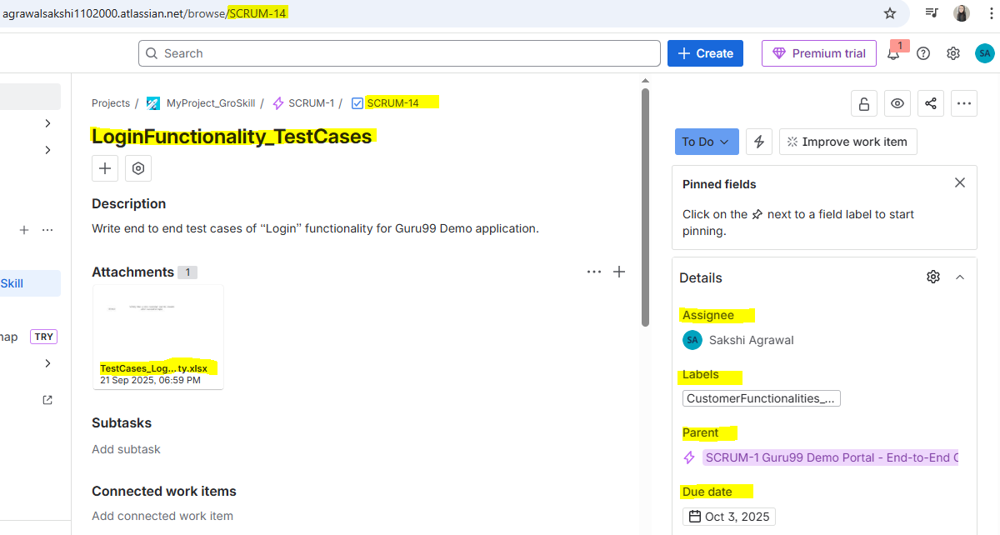 agrawalsakshi1102000.atlassian.net/browse/SCRUM-14
Search
Create
Premium trial
1
SA
Projects / MyProject_GroSkill / SCRUM-1 / SCRUM-14
LoginFunctionality_TestCases
Description
Write end to end test cases of “Login” functionality for Guru99 Demo application.
Attachments 1
TestCases_Log...ty.xlsx
21 Sep 2025, 06:59 PM
Subtasks
Add subtask
Connected work items
Add connected work item
Skill
map TRY
To Do
Improve work item
Pinned fields
Click on the next to a field label to start
pinning.
Details
Assignee
SA Sakshi Agrawal
Labels
CustomerFunctionalities_...
Parent
SCRUM-1 Guru99 Demo Portal - End-to-End
Due date
Oct 3, 2025